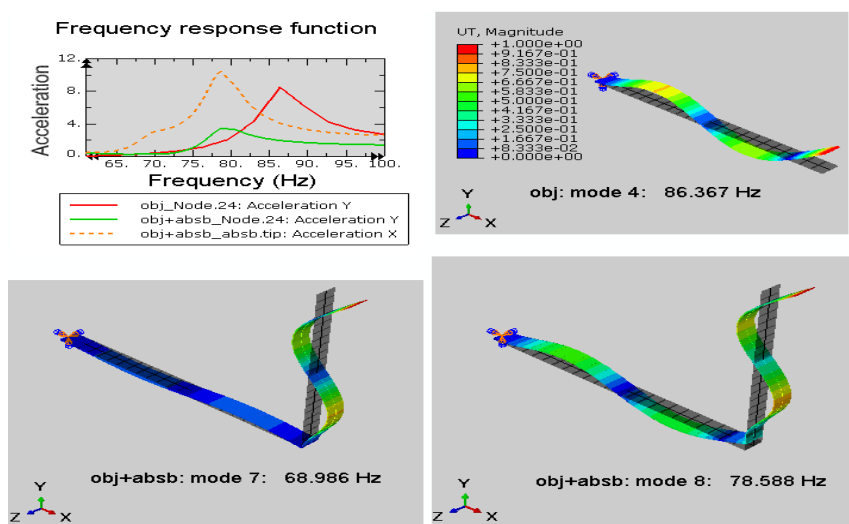 Frequency response function
12.
8.
4.
0.
Acceleration
65. 70. 75. 80. 85. 90. 95. 100.
Frequency (Hz)
obj_Node.24: Acceleration Y
obj+absb_Node.24: Acceleration Y
obj+absb_absb.tip: Acceleration X
UT, Magnitude
+1.000e+00
+9.167e-01
+8.333e-01
+7.500e-01
+6.667e-01
+5.833e-01
+5.000e-01
+4.167e-01
+3.333e-01
+2.500e-01
+1.667e-01
+8.333e-02
+0.000e+00
obj: mode 4: 86.367 Hz
Y
Z X
obj+absb: mode 7: 68.986 Hz
Y
Z X
obj+absb: mode 8: 78.588 Hz
Y
Z X